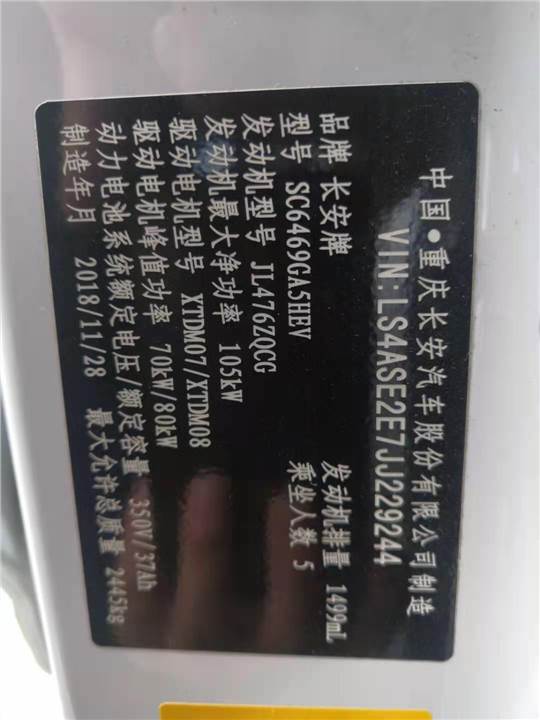 中国·重庆长安汽车股份有限公司制造
VIN:LS4ASE2E7JJ229244
品牌 长安牌
型号 SC6469GA5HEV 乘坐人数 5
发动机型号 JL476ZQCG 发动机排量 1499mL
发动机最大净功率 105kW
驱动电机型号 XTDM07/XTDM08
驱动电机峰值功率 70kW/80kW
动力电池系统额定电压/额定容量 350V/37Ah
制造年月 2018/11/28 最大允许总质量 2445kg